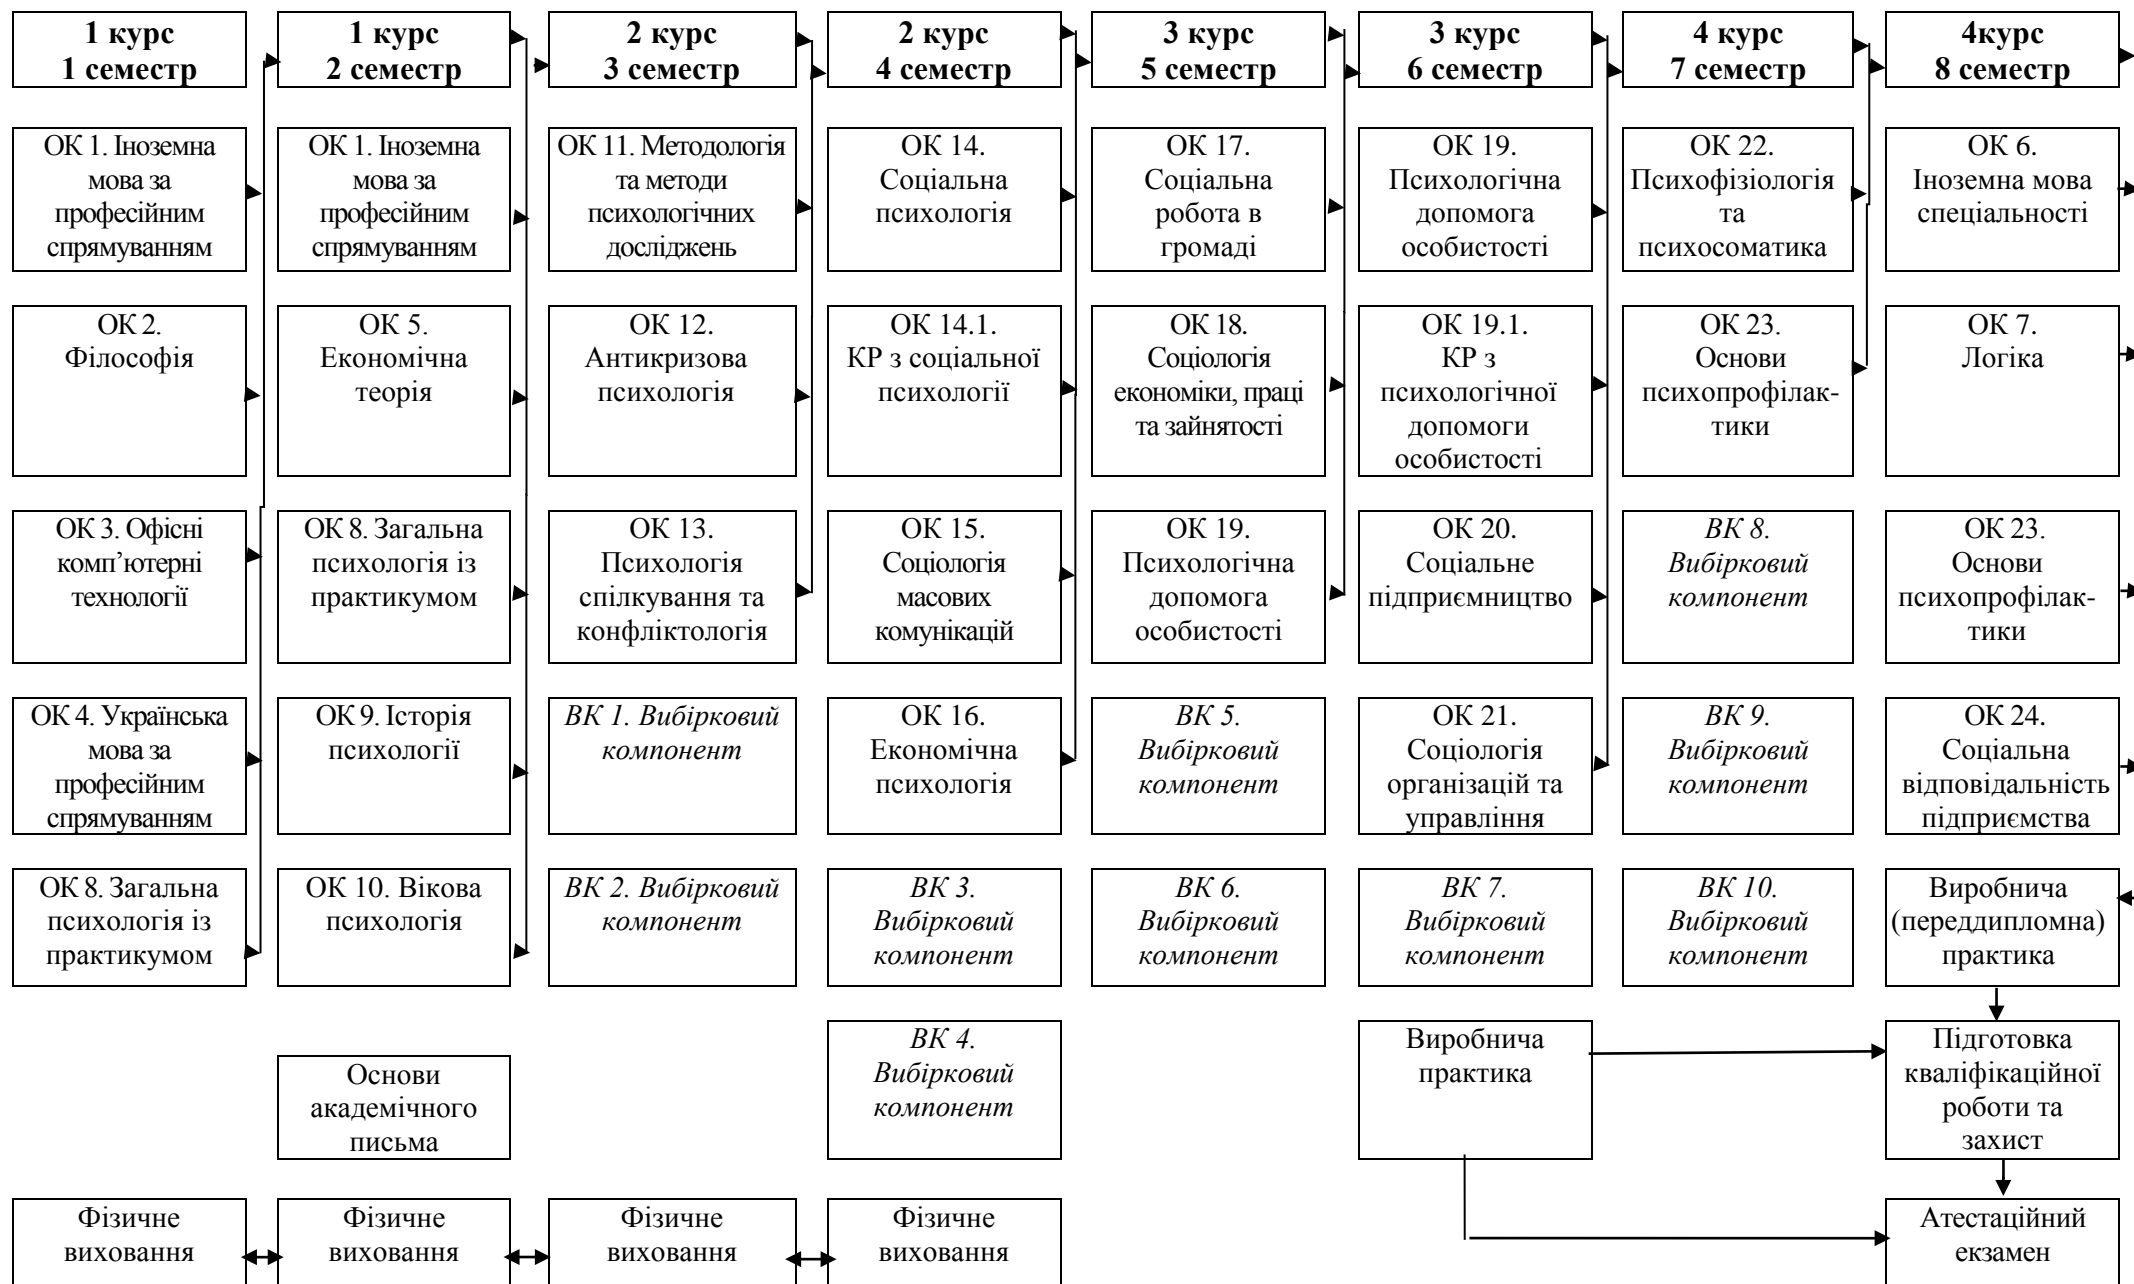 1 курс
1 семестр
1 курс
2 семестр
2 курс
3 семестр
2 курс
4 семестр
3 курс
5 семестр
3 курс
6 семестр
4 курс
7 семестр
4курс
8 семестр
ОК 1. Іноземна
мова за
професійним
спрямуванням
ОК 1. Іноземна
мова за
професійним
спрямуванням
ОК 11. Методологія
та методи
психологічних
досліджень
ОК 14.
Соціальна
психологія
ОК 17.
Соціальна
робота в
громаді
ОК 19.
Психологічна
допомога
особистості
ОК 22.
Психофізіологія
та
психосоматика
ОК 6.
Іноземна мова
спеціальності
ОК 2.
Філософія
ОК 5.
Економічна
теорія
ОК 12.
Антикризова
психологія
ОК 14.1.
КР з соціальної
психології
ОК 18.
Соціологія
економіки, праці
та зайнятості
ОК 19.1.
КР з
психологічної
допомоги
особистості
ОК 23.
Основи
психопрофілак-
тики
ОК 7.
Логіка
ОК 3. Офісні
комп’ютерні
технології
ОК 8. Загальна
психологія із
практикумом
ОК 13.
Психологія
спілкування та
конфліктологія
ОК 15.
Соціологія
масових
комунікацій
ОК 19.
Психологічна
допомога
особистості
ОК 20.
Соціальне
підприємництво
ВК 8.
Вибірковий
компонент
ОК 23.
Основи
психопрофілак-
тики
ОК 4. Українська
мова за
професійним
спрямуванням
ОК 9. Історія
психології
ВК 1. Вибірковий
компонент
ОК 16.
Економічна
психологія
ВК 5.
Вибірковий
компонент
ОК 21.
Соціологія
організацій та
управління
ВК 9.
Вибірковий
компонент
ОК 24.
Соціальна
відповідальність
підприємства
ОК 8. Загальна
психологія із
практикумом
ОК 10. Вікова
психологія
ВК 2. Вибірковий
компонент
ВК 3.
Вибірковий
компонент
ВК 6.
Вибірковий
компонент
ВК 7.
Вибірковий
компонент
ВК 10.
Вибірковий
компонент
Виробнича
(переддипломна)
практика
Основи
академічного
письма
ВК 4.
Вибірковий
компонент
Виробнича
практика
Підготовка
кваліфікаційної
роботи та
захист
Фізичне
виховання
Фізичне
виховання
Фізичне
виховання
Фізичне
виховання
Атестаційний
екзамен